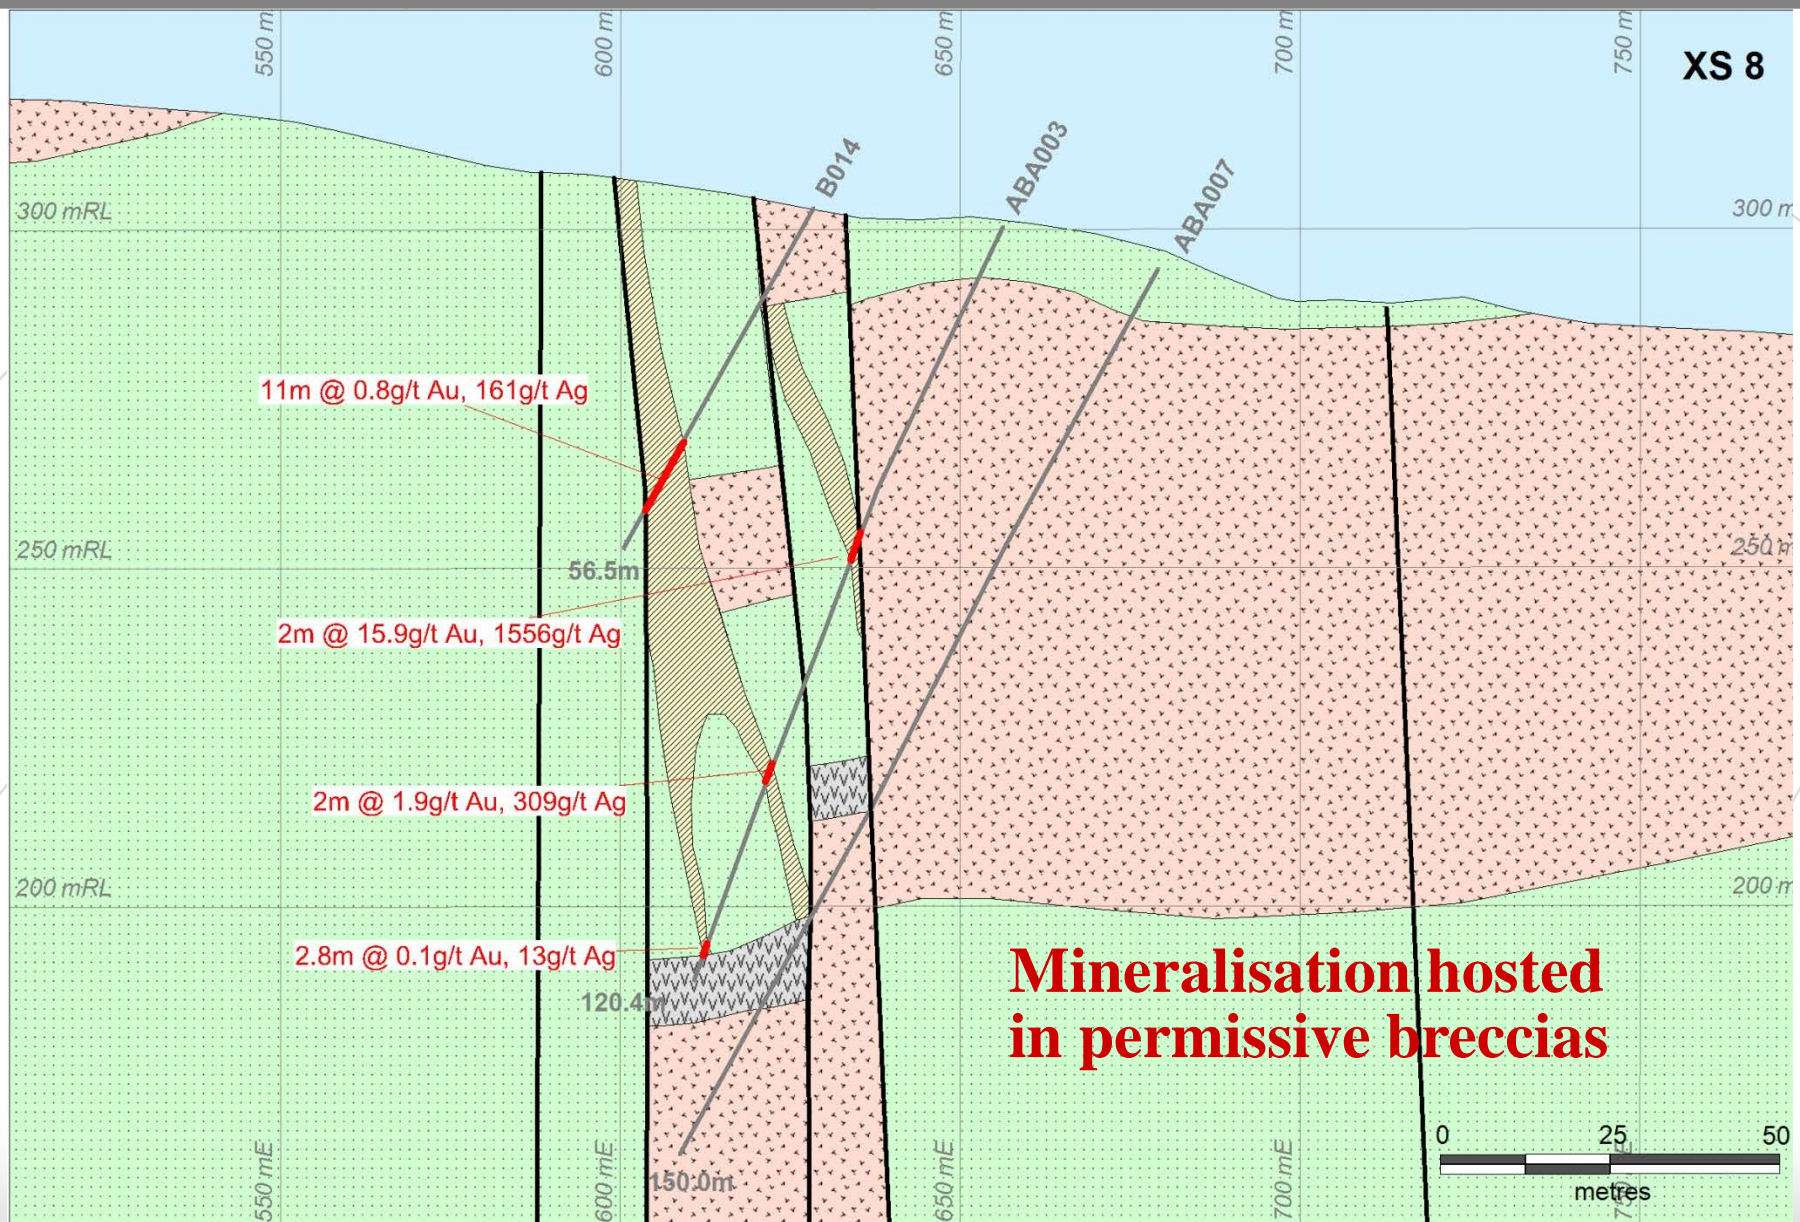 550 m
600 m
650 m
700 m
750 m
XS 8
B014
ABA003
ABA007
300 mRL
300 m
11m @ 0.8g/t Au, 161g/t Ag
250 mRL
250 m
56.5m
2m @ 15.9g/t Au, 1556g/t Ag
2m @ 1.9g/t Au, 309g/t Ag
200 mRL
200 m
2.8m @ 0.1g/t Au, 13g/t Ag
120.4m
Mineralisation hosted
in permissive breccias
150.0m
0 25 50
metres
550 mE
600 mE
650 mE
700 mE